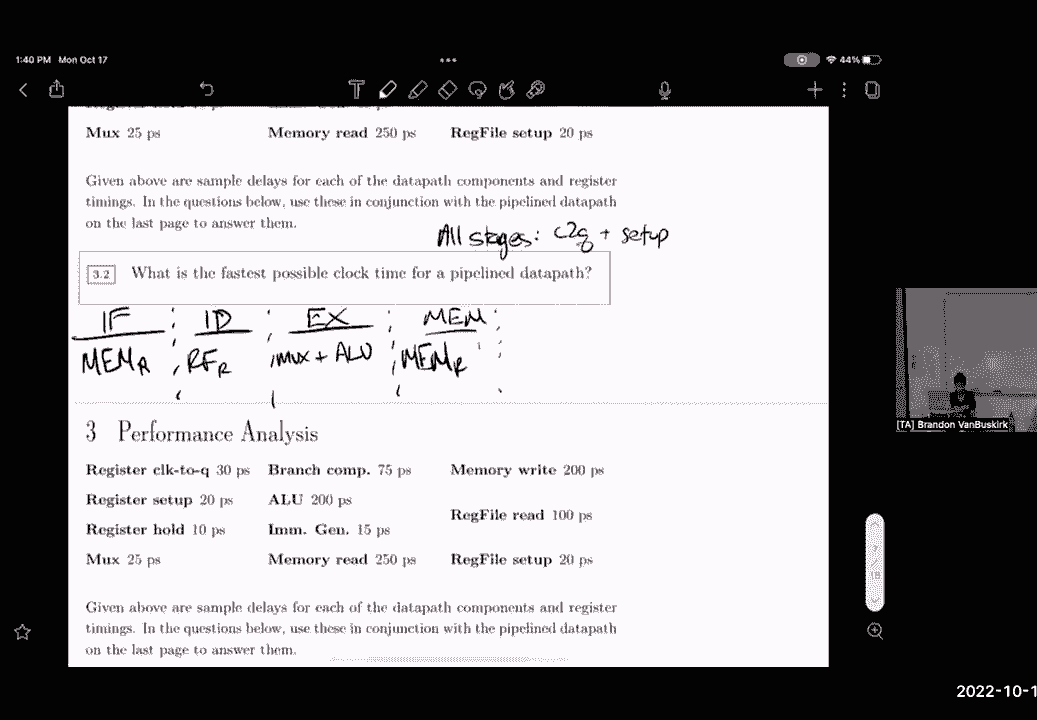 1:40 PM Mon Oct 17
44%
Mux 25 ps Memory read 250 ps RegFile setup 20 ps
Given above are sample delays for each of the datapath components and register
timings. In the questions below, use these in conjunction with the pipelined datapath
on the last page to answer them.
All stages: c2q + setup
3.2 What is the fastest possible clock time for a pipelined datapath?
IF ID EX MEM
MEMR RFR mux + ALU MEMR
3 Performance Analysis
Register clk-to-q 30 ps Branch comp. 75 ps Memory write 200 ps
Register setup 20 ps ALU 200 ps
RegFile read 100 ps
Register hold 10 ps Imm. Gen. 15 ps
Mux 25 ps Memory read 250 ps RegFile setup 20 ps
Given above are sample delays for each of the datapath components and register
timings. In the questions below, use these in conjunction with the pipelined datapath
on the last page to answer them.
7
/
18
[TA] Brandon VanBuskirk
2022-10-1